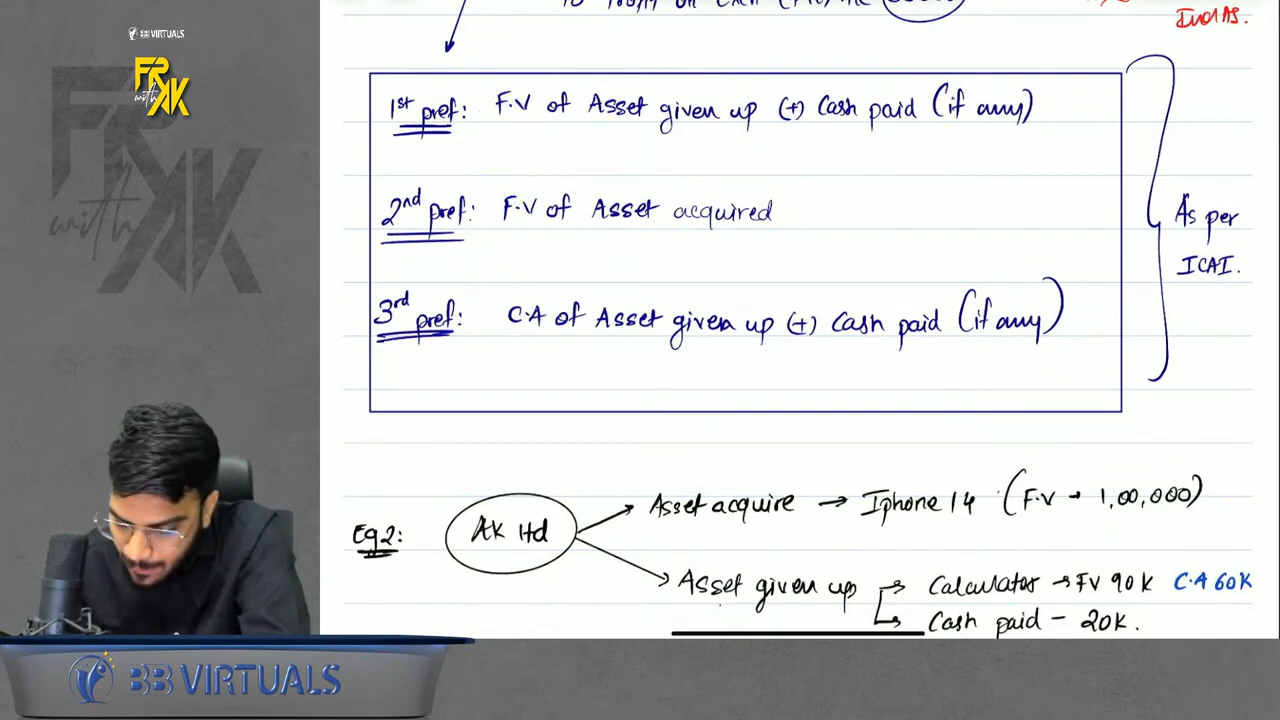 BB VIRTUALS
FR
with
AK
FR
with
AK
Ind AS.
1st pref: F.V of Asset given up (+) Cash paid (if any)
2nd pref: F.V of Asset acquired
3rd pref: C.A of Asset given up (+) Cash paid (if any)
As per
ICAI.
Eg2:
AK ltd
Asset acquire → Iphone 14 (F.V → 1,00,000)
Asset given up → Calculator → FV 90K C.A 60K
→ Cash paid - 20K.
BB VIRTUALS